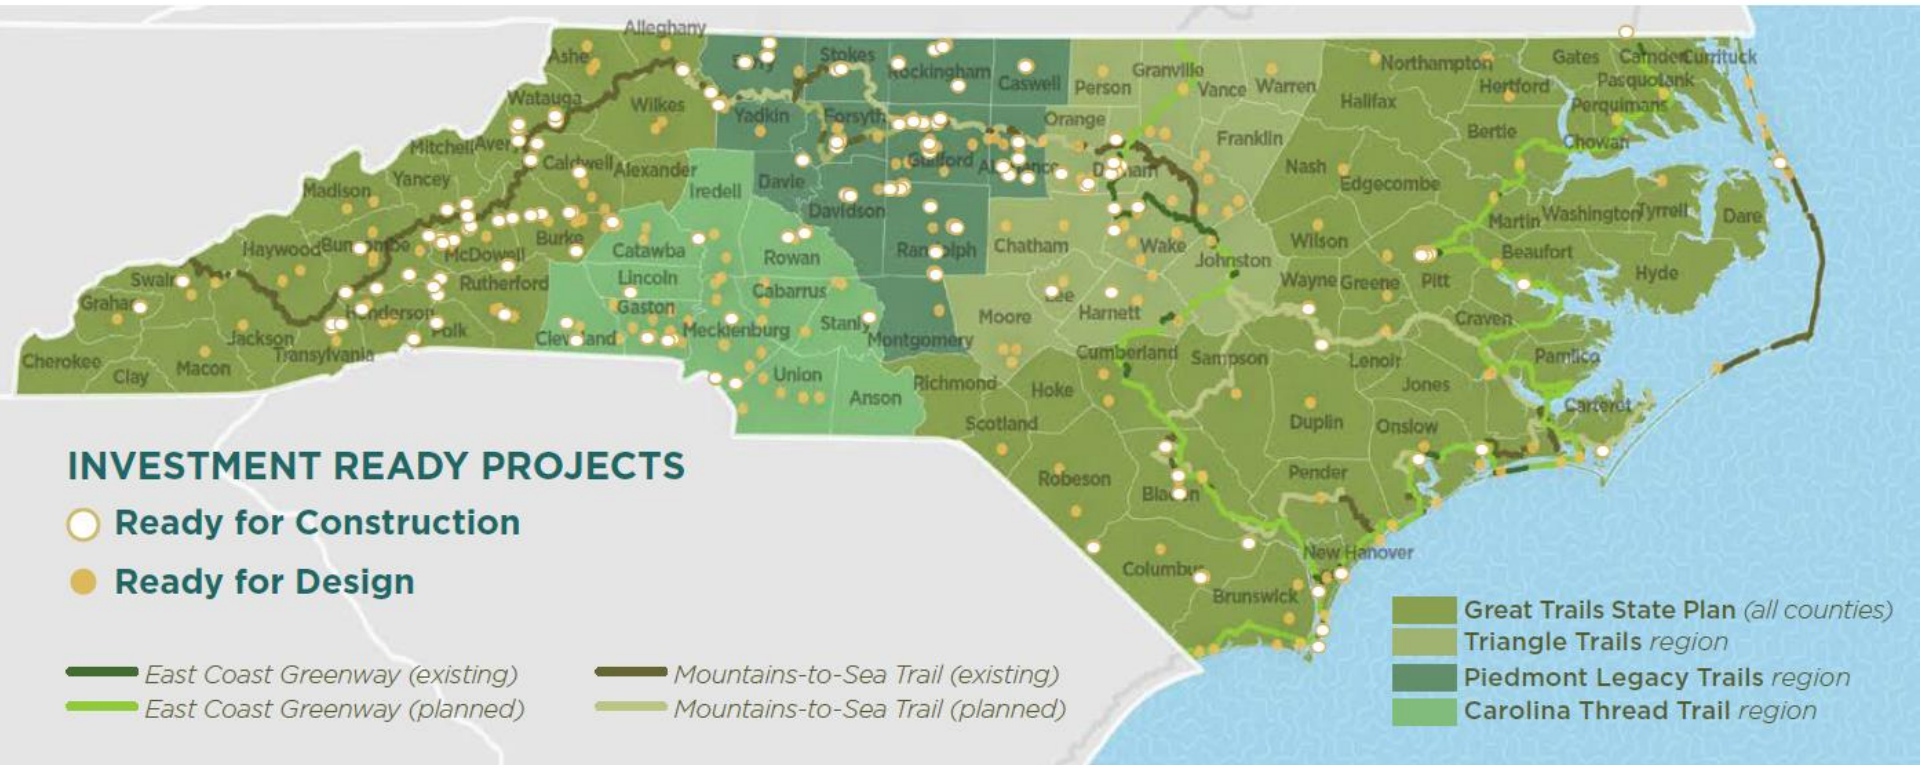 Alleghany
Ashe
Surry
Stokes
Rockingham
Caswell
Person
Granville
Vance
Warren
Northampton
Gates
Camden
Currituck
Pasquotank
Hertford
Halifax
Perquimans
Watauga
Wilkes
Yadkin
Forsyth
Orange
Franklin
Bertie
Chowan
Mitchell
Avery
Caldwell
Alexander
Guilford
Alamance
Durham
Nash
Edgecombe
Yancey
Madison
Iredell
Davie
Davidson
Martin
Washington
Tyrrell
Dare
Haywood
Buncombe
McDowell
Burke
Catawba
Rowan
Randolph
Chatham
Wake
Johnston
Wilson
Beaufort
Swain
Graham
Rutherford
Lincoln
Cabarrus
Gaston
Lee
Harnett
Wayne
Greene
Pitt
Hyde
Henderson
Polk
Cleveland
Mecklenburg
Stanly
Montgomery
Moore
Craven
Jackson
Transylvania
Cherokee
Clay
Macon
Union
Anson
Richmond
Hoke
Cumberland
Sampson
Lenoir
Jones
Pamlico
Scotland
Duplin
Onslow
Carteret
Robeson
Bladen
Pender
Columbus
New Hanover
Brunswick
INVESTMENT READY PROJECTS
Ready for Construction
Ready for Design
East Coast Greenway (existing)
East Coast Greenway (planned)
Mountains-to-Sea Trail (existing)
Mountains-to-Sea Trail (planned)
Great Trails State Plan (all counties)
Triangle Trails region
Piedmont Legacy Trails region
Carolina Thread Trail region